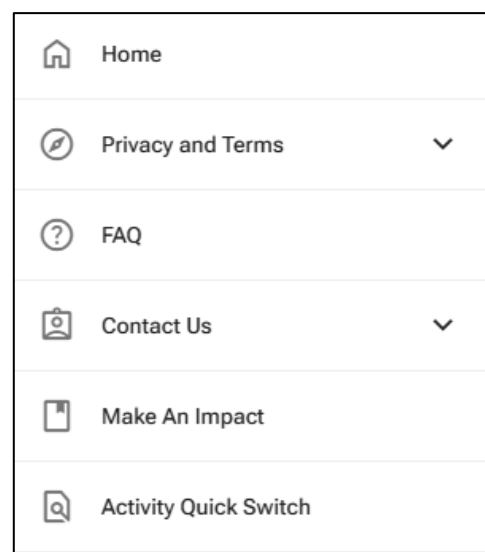 Home
Privacy and Terms
FAQ
Contact Us
Make An Impact
Activity Quick Switch